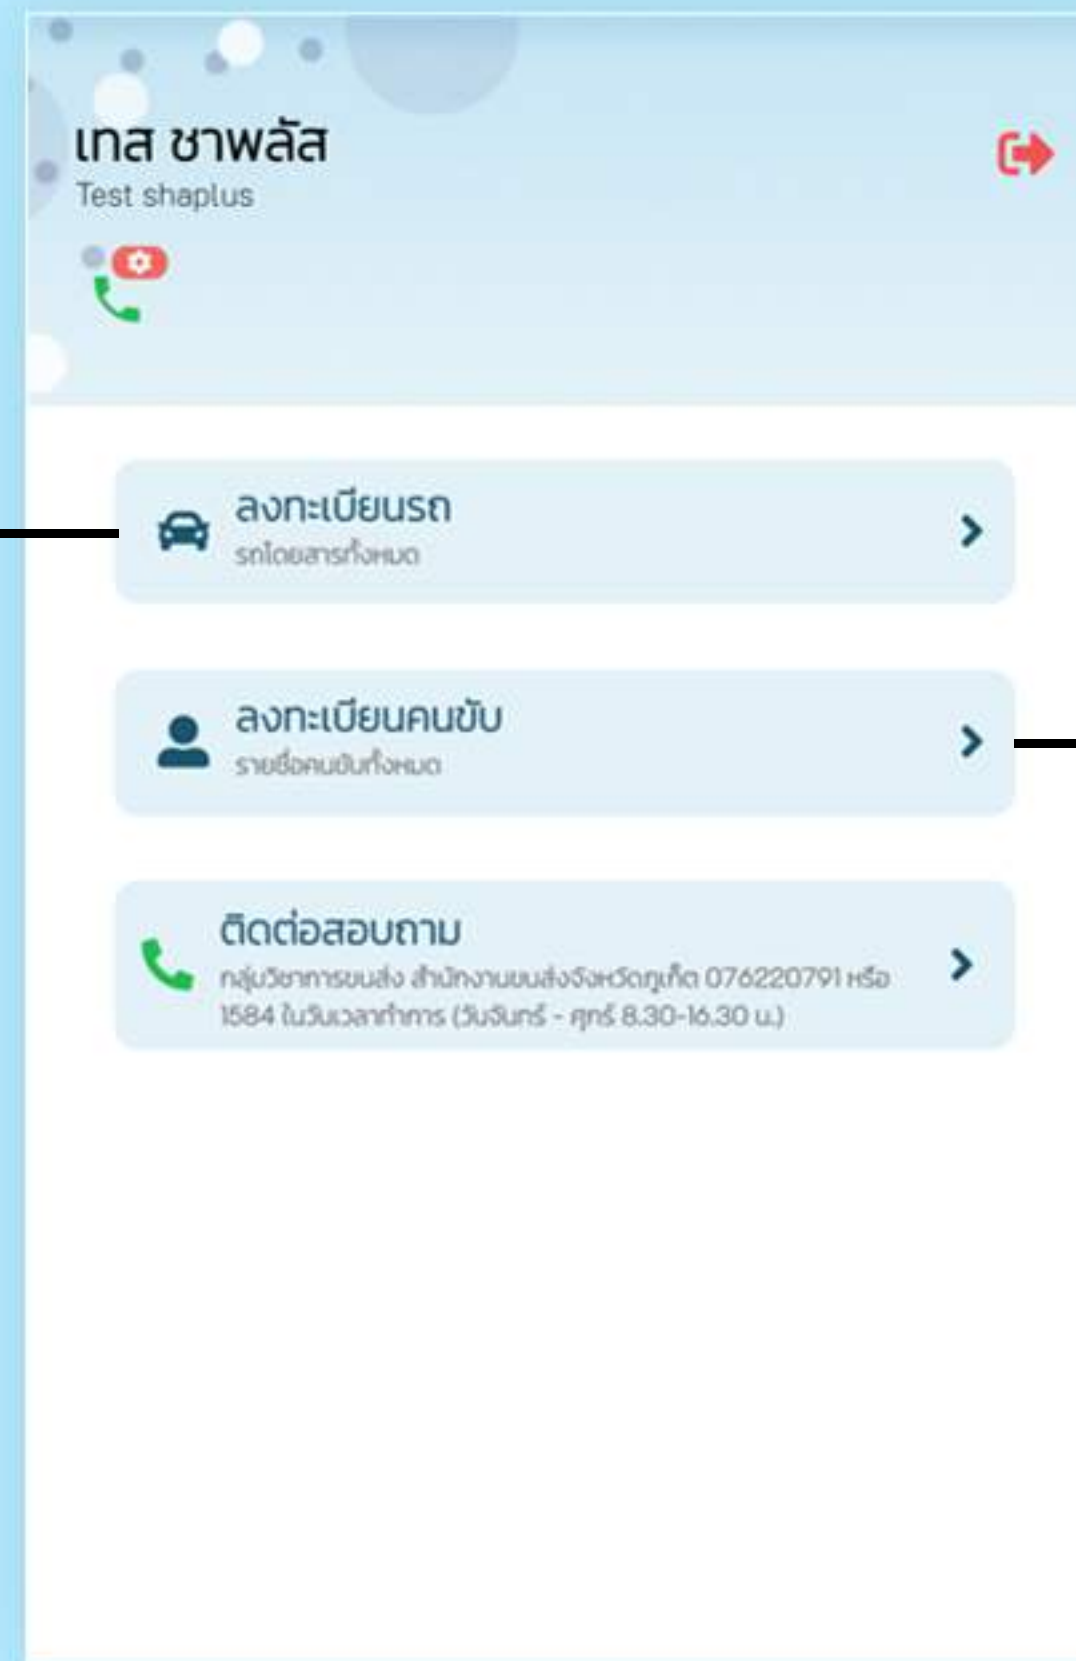 เทส ชาพลัส
Test shaplus
ลงทะเบียนรถ
รถโดยสารทั้งหมด
ลงทะเบียนคนขับ
รายชื่อคนขับทั้งหมด
ติดต่อสอบถาม
กลุ่มวิชาการขนส่ง สำนักงานขนส่งจังหวัดภูเก็ต 076220791 หรือ
1584 ในวันเวลาทำการ (วันจันทร์ - ศุกร์ 8.30-16.30 น.)